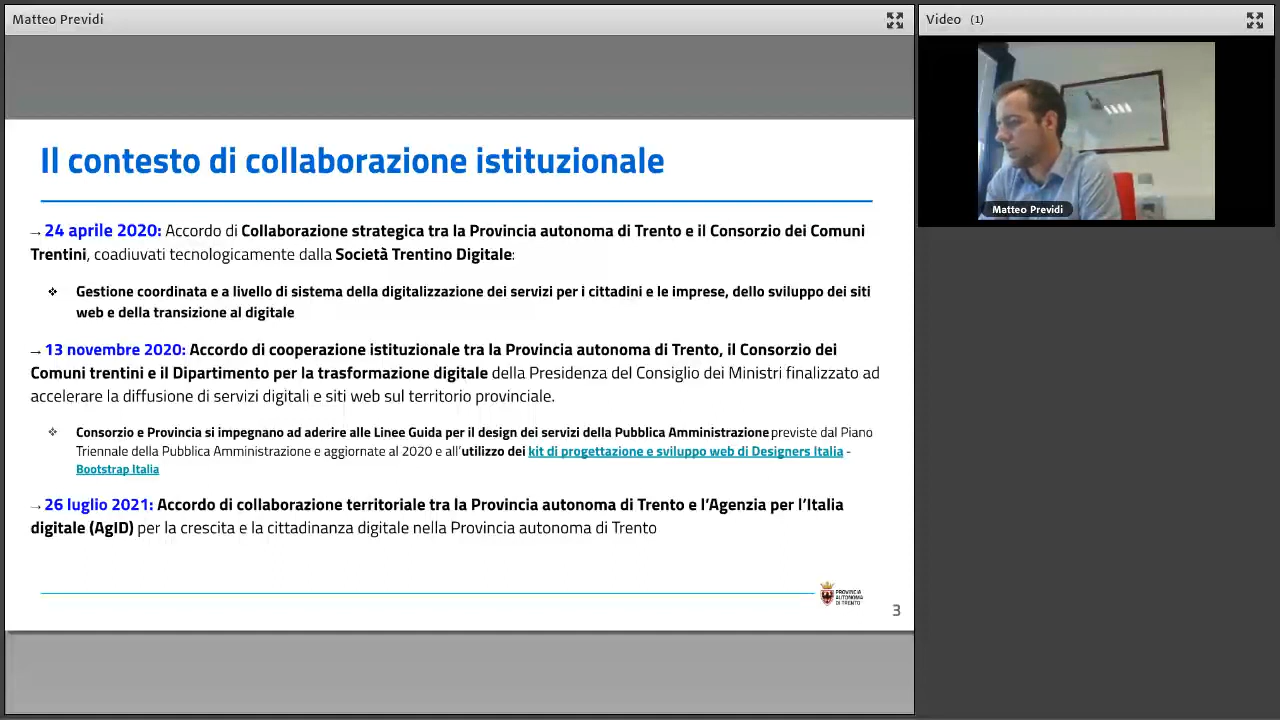 Matteo Previdi
Video (1)
Matteo Previdi
Il contesto di collaborazione istituzionale
→24 aprile 2020: Accordo di Collaborazione strategica tra la Provincia autonoma di Trento e il Consorzio dei Comuni
Trentini, coadiuvati tecnologicamente dalla Società Trentino Digitale:
❖ Gestione coordinata e a livello di sistema della digitalizzazione dei servizi per i cittadini e le imprese, dello sviluppo dei siti
web e della transizione al digitale
→13 novembre 2020: Accordo di cooperazione istituzionale tra la Provincia autonoma di Trento, il Consorzio dei
Comuni trentini e il Dipartimento per la trasformazione digitale della Presidenza del Consiglio dei Ministri finalizzato ad
accelerare la diffusione di servizi digitali e siti web sul territorio provinciale.
❖ Consorzio e Provincia si impegnano ad aderire alle Linee Guida per il design dei servizi della Pubblica Amministrazione previste dal Piano
Triennale della Pubblica Amministrazione e aggiornate al 2020 e all'utilizzo dei kit di progettazione e sviluppo web di Designers Italia -
Bootstrap Italia
→26 luglio 2021: Accordo di collaborazione territoriale tra la Provincia autonoma di Trento e l'Agenzia per l'Italia
digitale (AgID) per la crescita e la cittadinanza digitale nella Provincia autonoma di Trento
PROVINCIA
AUTONOMA
DI TRENTO
3